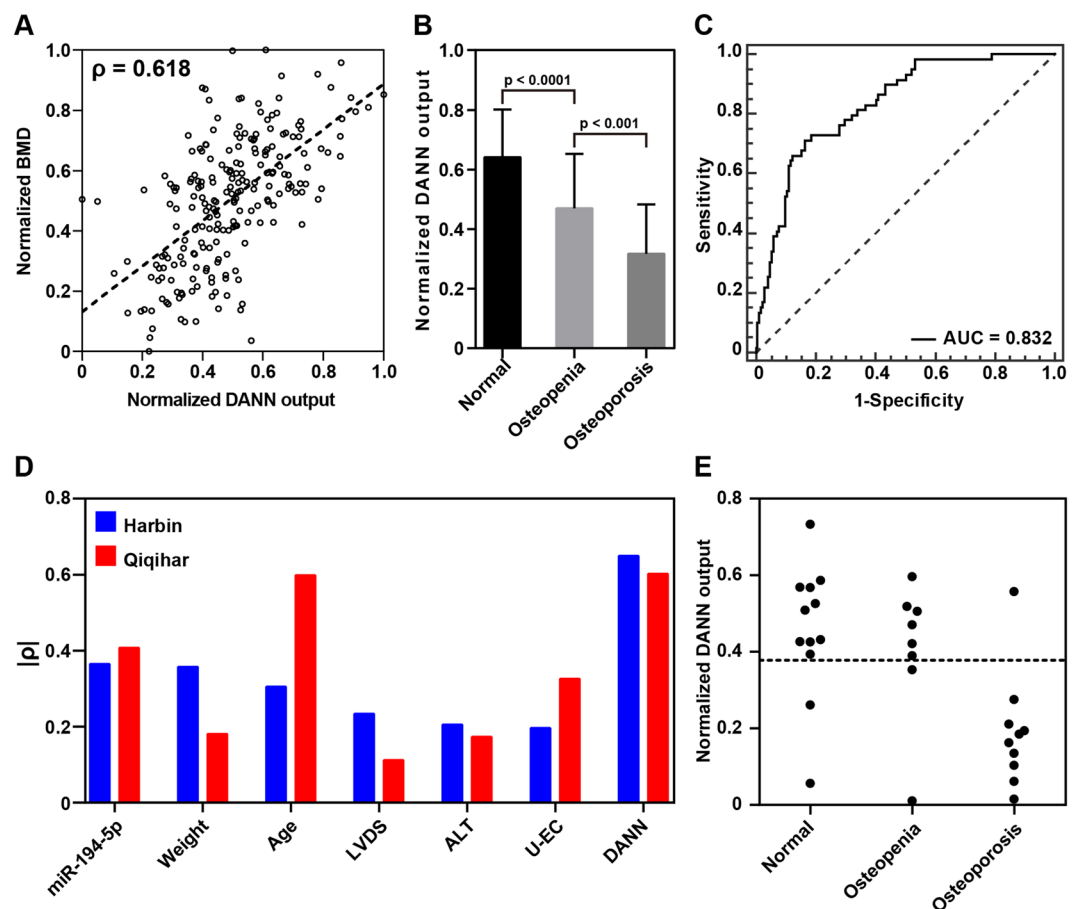 A
B
C
1.0
0.8
0.6
0.4
0.2
0
Normalized BMD
ρ = 0.618
0
0.2
0.4
0.6
0.8
1.0
Normalized DANN output
1.0
0.8
0.6
0.4
0.2
0
Normalized DANN output
p < 0.0001
p < 0.001
Normal
Osteopenia
Osteoporosis
1.0
0.8
0.6
0.4
0.2
0
Sensitivity
AUC = 0.832
0
0.2
0.4
0.6
0.8
1.0
1-Specificity
D
E
0.8
0.6
0.4
0.2
0
|ρ|
Harbin
Qiqihar
miR-194-5p
Weight
Age
LVDS
ALT
U-EC
DANN
0.8
0.6
0.4
0.2
0
Normalized DANN output
Normal
Osteopenia
Osteoporosis